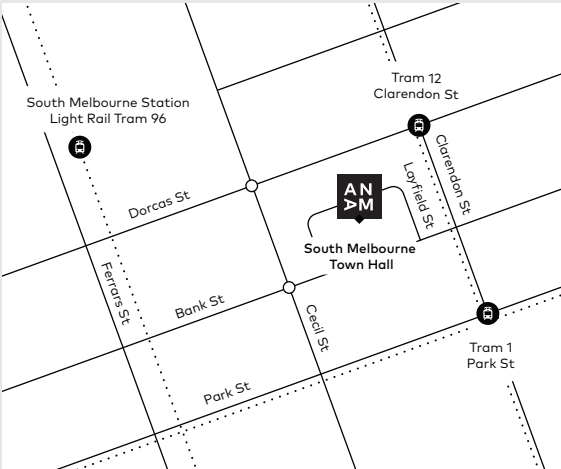 Tram 12
Clarendon St
South Melbourne Station
Light Rail Tram 96
Clarendon St
Layfield St
AN
AM
Dorcas St
South Melbourne
Town Hall
Ferrars St
Bank St
Cecil St
Tram 1
Park St
Park St